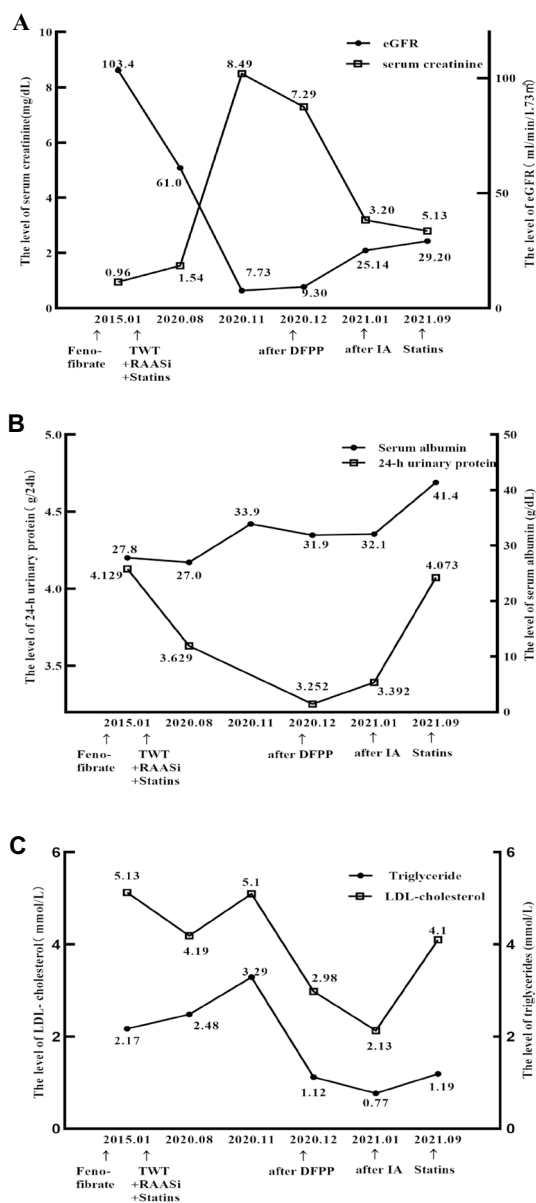 A
eGFR
serum creatinine
The level of serum creatinine(mg/dL)
10
8
6
4
2
0
103.4
61.0
0.96
1.54
8.49
7.29
7.73
9.30
3.20
25.14
5.13
29.20
100
50
0
The level of eGFR( ml/min/1.73㎡)
2015.01 2020.08 2020.11 2020.12 2021.01 2021.09
↑ ↑ ↑ ↑ ↑
Feno- TWT after DFPP after IA Statins
fibrate +RAASi
+Statins
B
Serum albumin
24-h urinary protein
The level of 24-h urinary protein( g/24h)
5.0
4.5
4.0
3.5
27.8
4.129
27.0
3.629
33.9
31.9
3.252
32.1
3.392
41.4
4.073
50
40
30
20
10
0
The level of serum albumin (g/dL)
2015.01 2020.08 2020.11 2020.12 2021.01 2021.09
↑ ↑ ↑ ↑ ↑
Feno- TWT after DFPP after IA Statins
fibrate +RAASi
+Statins
C
Triglyceride
LDL-cholesterol
The level of LDL- cholesterol( mmol/L)
6
4
2
0
5.13
4.19
5.1
2.17
2.48
3.29
2.98
1.12
2.13
0.77
4.1
1.19
6
4
2
0
The level of triglycerides (mmol/L)
2015.01 2020.08 2020.11 2020.12 2021.01 2021.09
↑ ↑ ↑ ↑ ↑
Feno- TWT after DFPP after IA Statins
fibrate +RAASi
+Statins